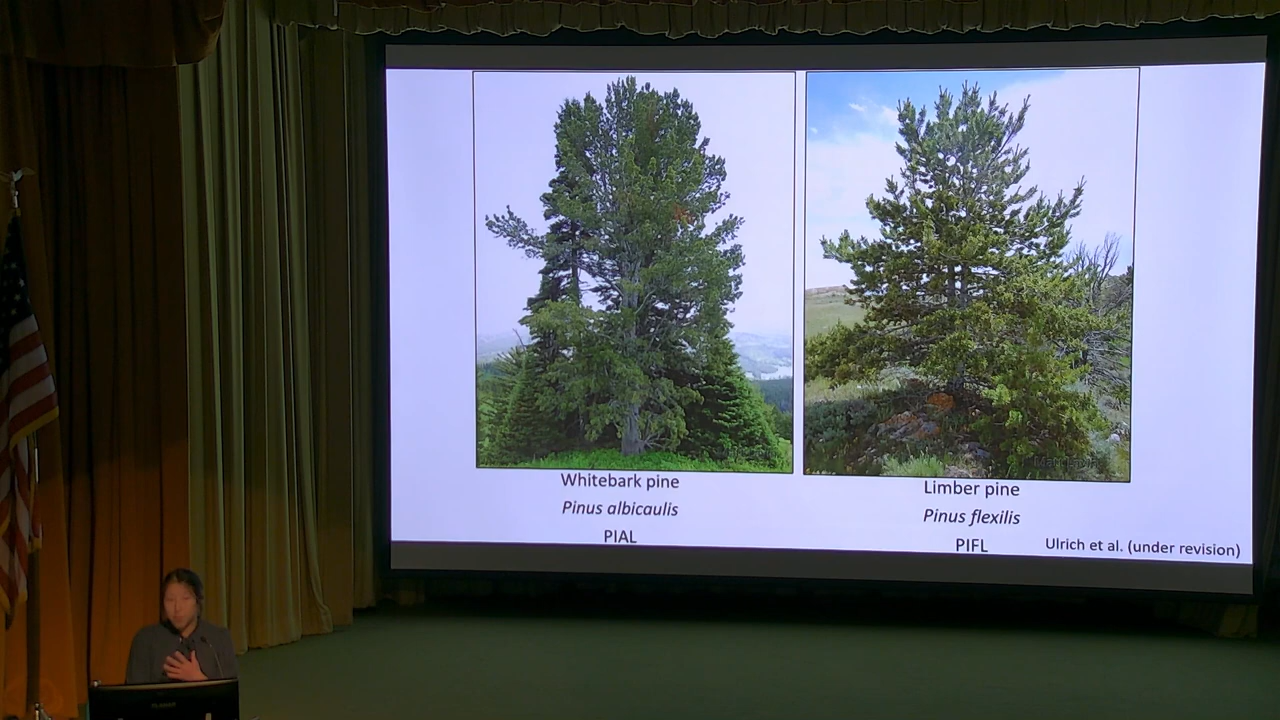 Whitebark pine
Pinus albicaulis
PIAL
Limber pine
Pinus flexilis
PIFL
Ulrich et al. (under revision)